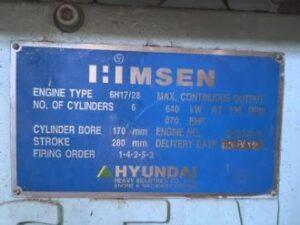 HIMSEN
ENGINE TYPE 6H17/28 MAX. CONTINUOUS OUTPUT
NO. OF CYLINDERS 6 640 kW AT RPM
870 BHP
CYLINDER BORE 170 mm ENGINE NO.
STROKE 280 mm DELIVERY DATE
FIRING ORDER 1-4-2-5-3
HYUNDAI
HEAVY INDUSTRIES CO., LTD.
ENGINE & MACHINERY